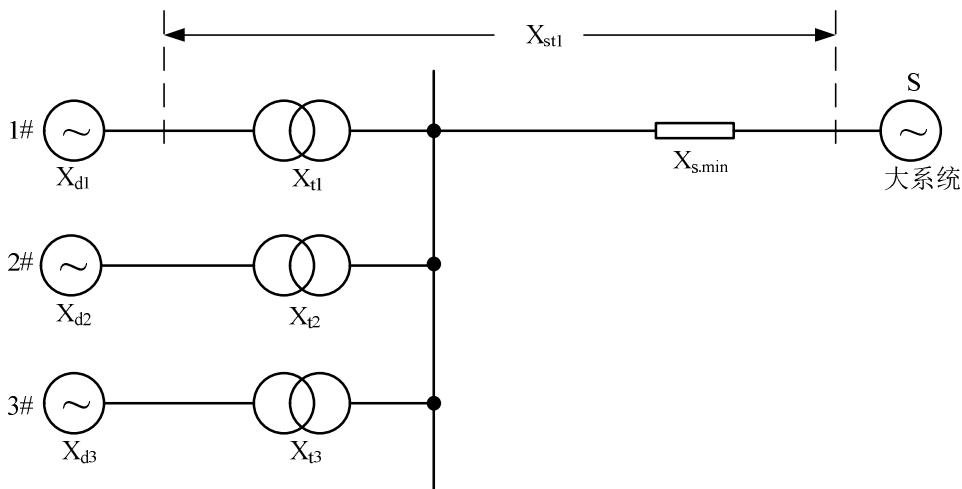 Xst1
S
1#
Xd1
Xt1
Xs.min
大系统
2#
Xd2
Xt2
3#
Xd3
Xt3